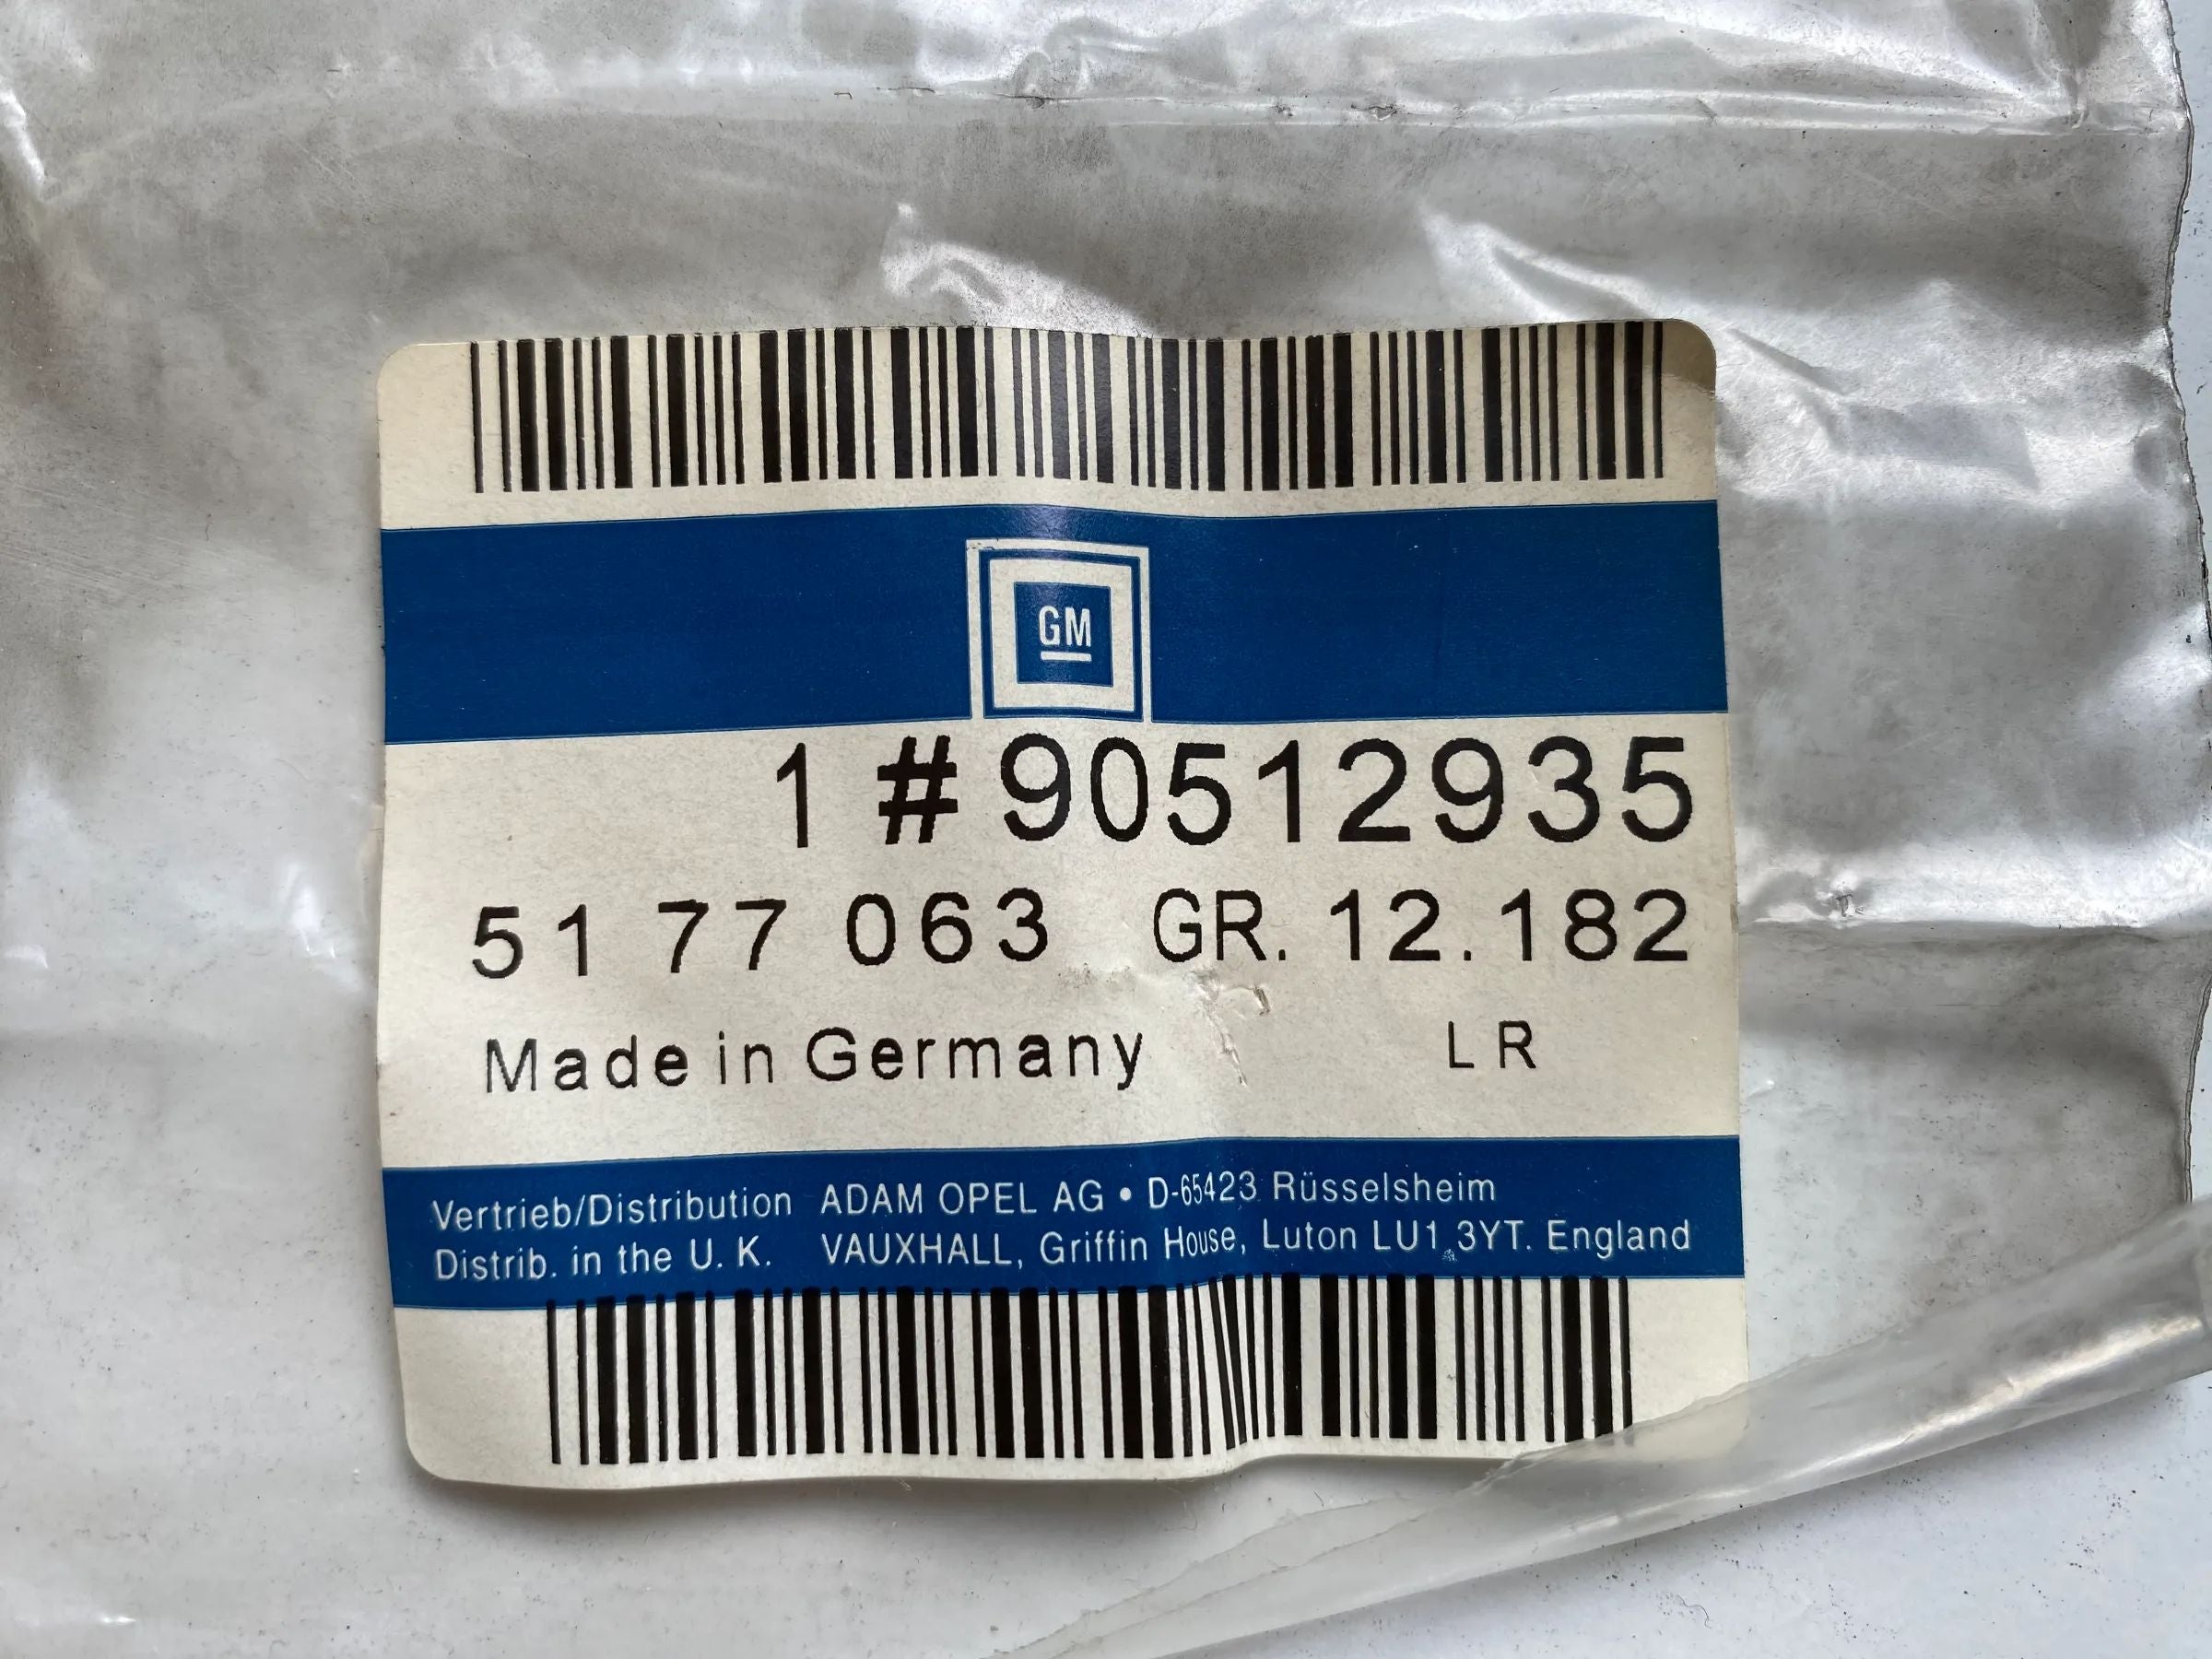 GM
1 # 90512935
51 77 063 GR. 12.182
Made in Germany LR
Vertrieb/Distribution ADAM OPEL AG • D-65423 Rüsselsheim
Distrib. in the U. K. VAUXHALL, Griffin House, Luton LU1 3YT. England